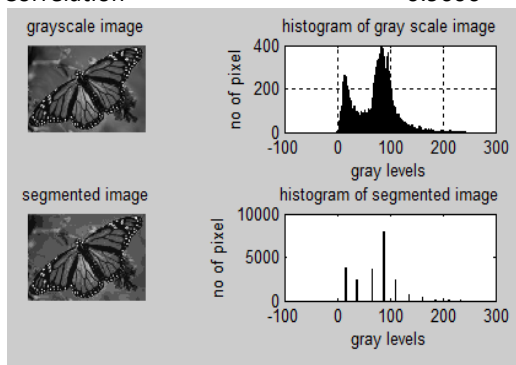 grayscale image
histogram of gray scale image
400
200
0
no of pixel
-100 0 100 200 300
gray levels
segmented image
histogram of segmented image
10000
5000
0
no of pixel
-100 0 100 200 300
gray levels